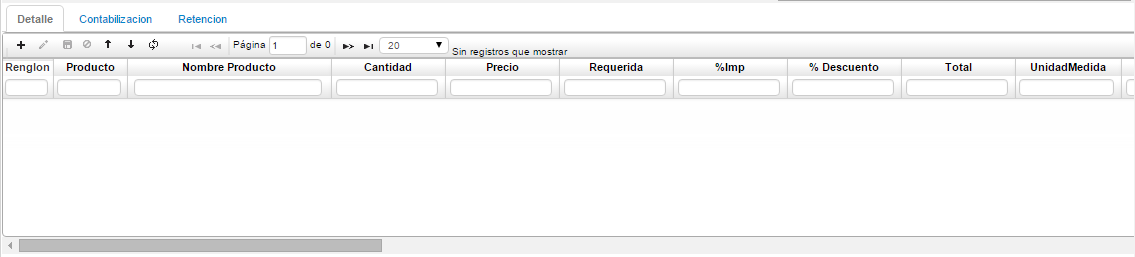 Detalle Contabilizacion Retencion
Página 1 de 0 20 Sin registros que mostrar
Renglon Producto Nombre Producto Cantidad Precio Requerida %Imp % Descuento Total UnidadMedida